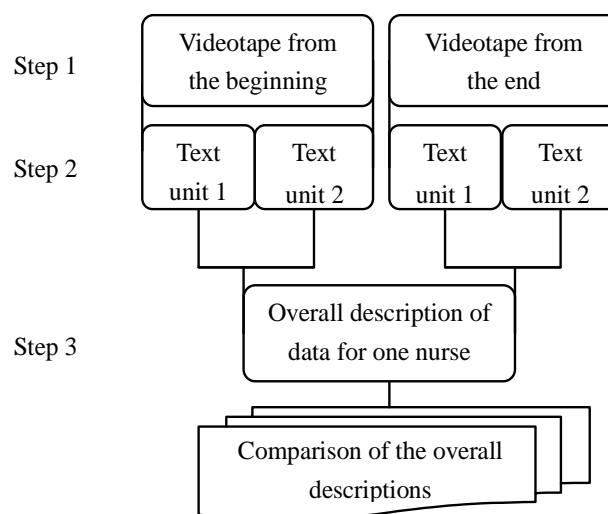 Step 1
Videotape from
the beginning
Videotape from
the end
Step 2
Text
unit 1
Text
unit 2
Text
unit 1
Text
unit 2
Step 3
Overall description of
data for one nurse
Comparison of the overall
descriptions